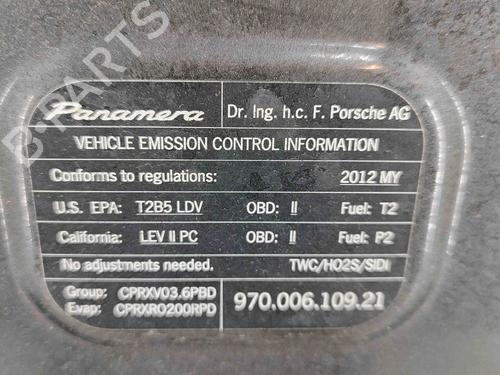 B-PARTS
Panamera Dr. Ing. h.c. F. Porsche AG
VEHICLE EMISSION CONTROL INFORMATION
Conforms to regulations: 2012 MY
U.S. EPA: T2B5 LDV OBD: II Fuel: T2
California: LEV II PC OBD: II Fuel: P2
No adjustments needed. TWC/HO2S/SIDI
Group: CPRXV03.6PBD
Evap: CPRXR0200RPD
970.006.109.21